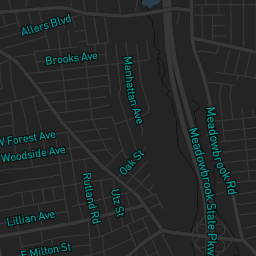 Allers Blvd
Brooks Ave
Manhattan Ave
Meadowbrook Rd
Meadowbrook State Pkwy
W Forest Ave
Woodside Ave
Oak St
Rutland Rd
Utz St
Lillian Ave
E Milton St